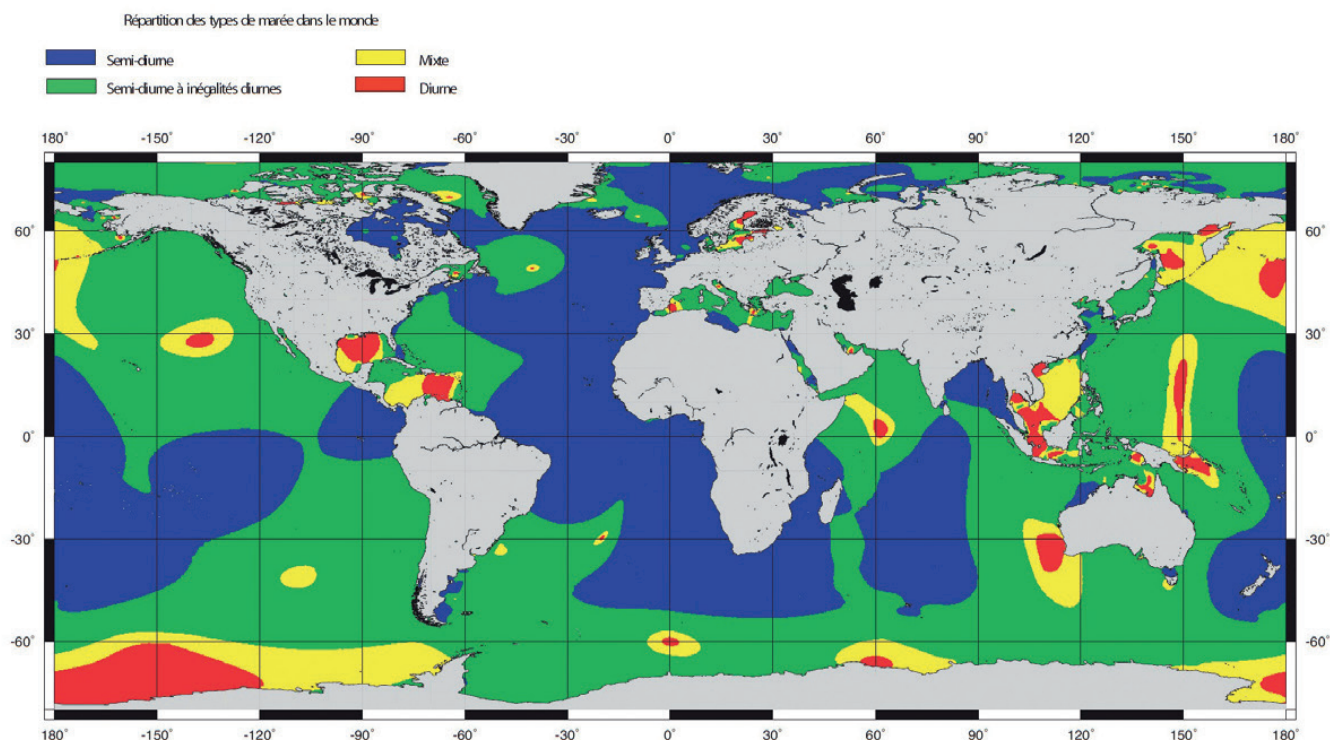 Répartition des types de marée dans le monde
Semi-diurne
Mixte
Semi-diurne à inégalités diurnes
Diurne
180° -150° -120° -90° -60° -30° 0° 30° 60° 90° 120° 150° 180°
60° 60°
30° 30°
0° 0°
-30° -30°
-60° -60°
180° -150° -120° -90° -60° -30° 0° 30° 60° 90° 120° 150° 180°